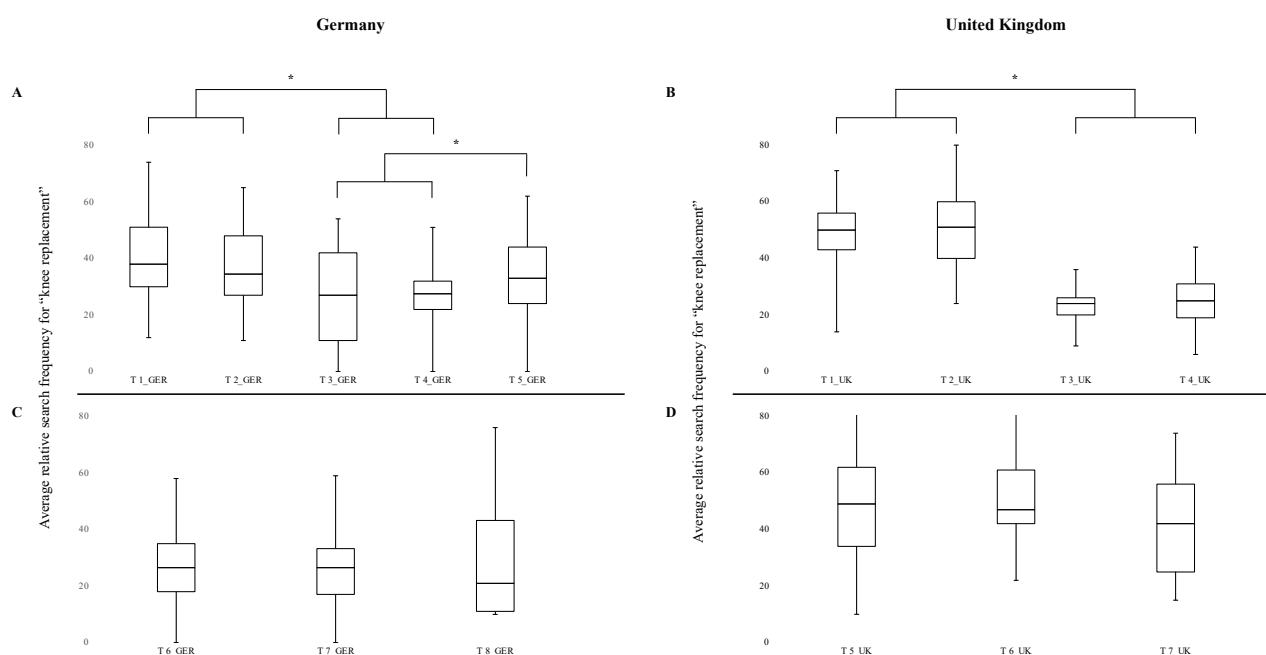 Germany
United Kingdom
A
*
*
Average relative search frequency for “knee replacement”
80
60
40
20
0
T 1_GER
T 2_GER
T 3_GER
T 4_GER
T 5_GER
B
*
Average relative search frequency for “knee replacement”
80
60
40
20
0
T 1_UK
T 2_UK
T 3_UK
T 4_UK
C
80
60
40
20
0
T 6_GER
T 7_GER
T 8_GER
D
80
60
40
20
0
T 5_UK
T 6_UK
T 7_UK